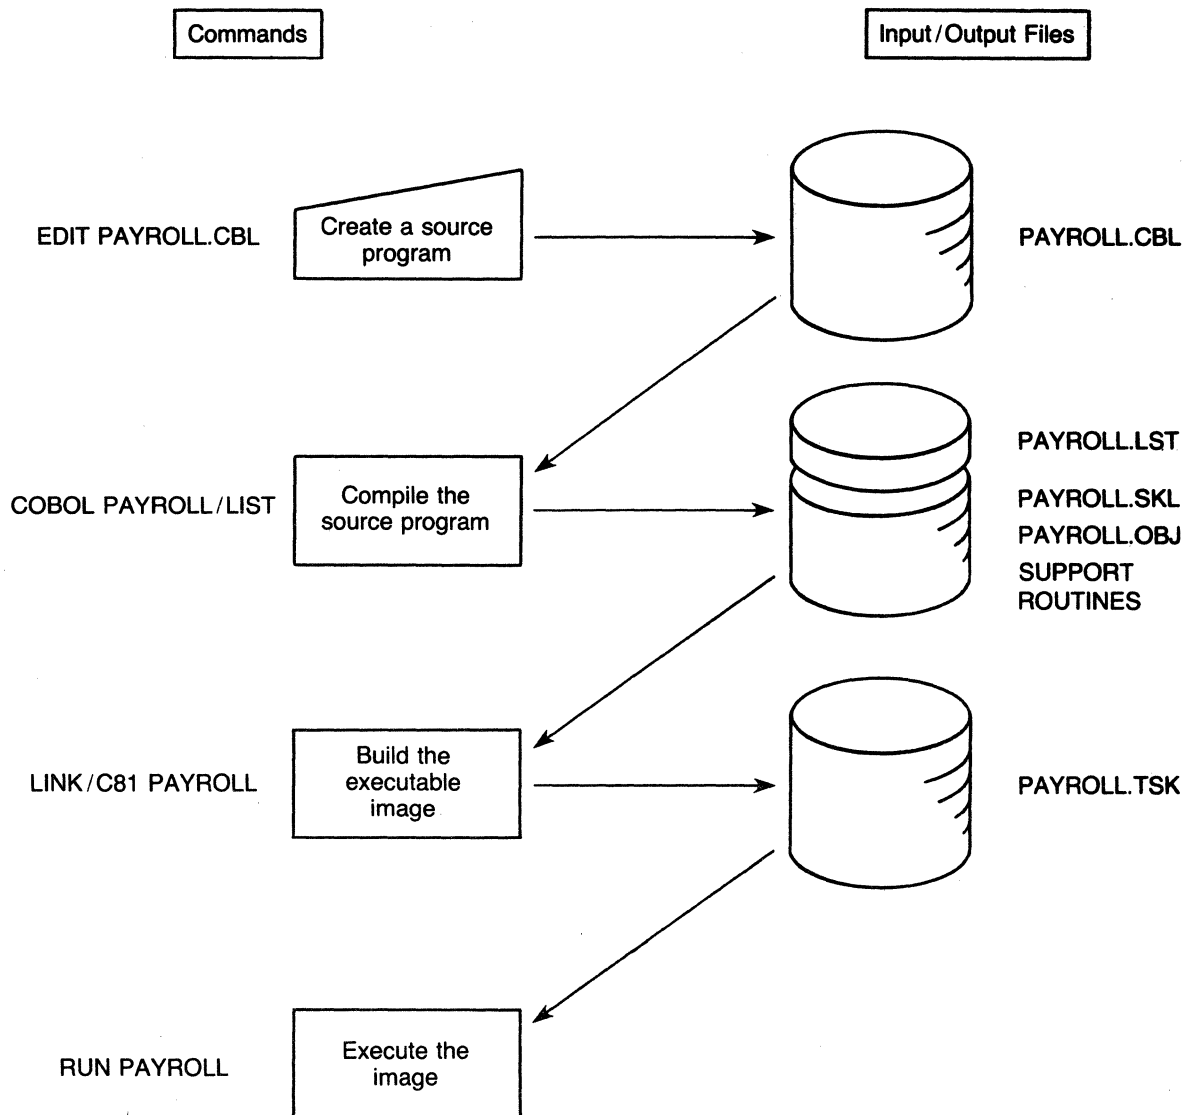 Commands
Input/Output Files
EDIT PAYROLL.CBL
Create a source
program
PAYROLL.CBL
COBOL PAYROLL/LIST
Compile the
source program
PAYROLL.LST
PAYROLL.SKL
PAYROLL.OBJ
SUPPORT
ROUTINES
LINK/C81 PAYROLL
Build the
executable
image
PAYROLL.TSK
RUN PAYROLL
Execute the
image